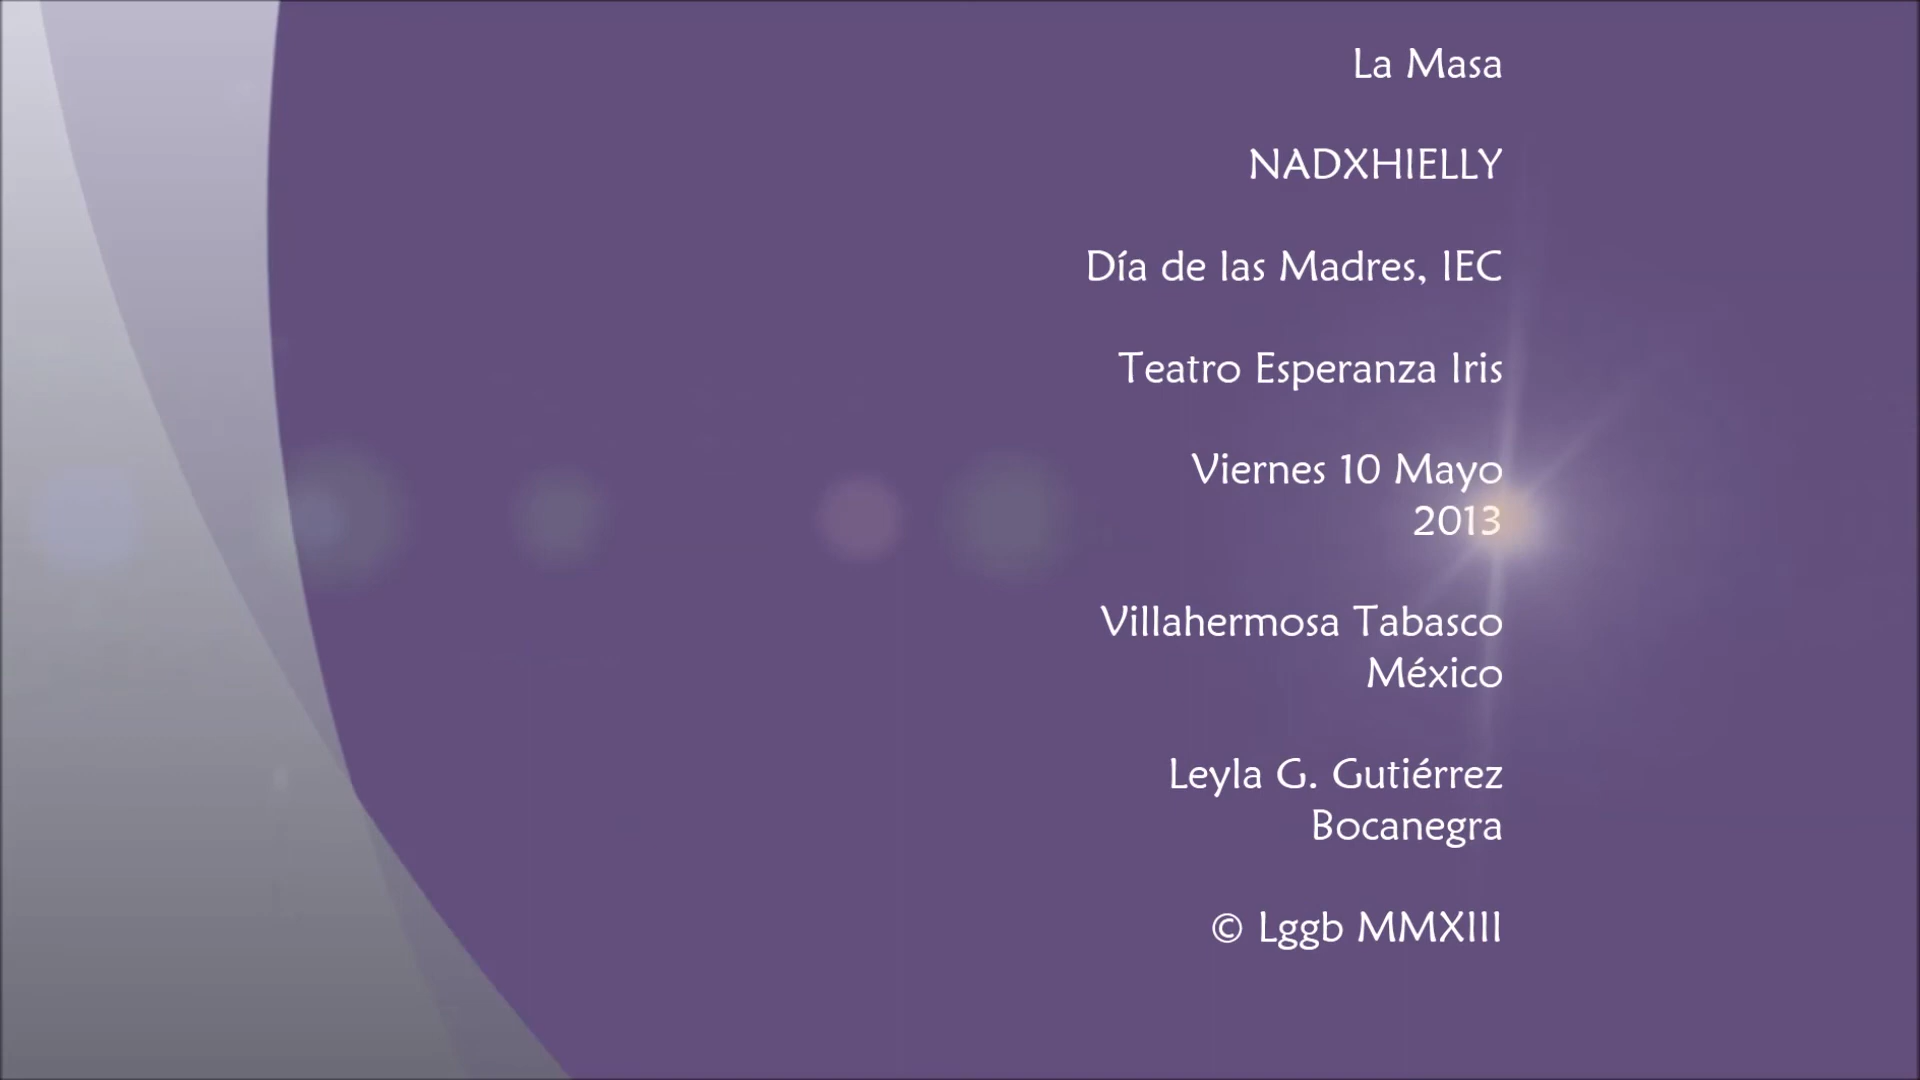 La Masa
NADXHIELLY
Día de las Madres, IEC
Teatro Esperanza Iris
Viernes 10 Mayo
2013
Villahermosa Tabasco
México
Leyla G. Gutiérrez
Bocanegra
© Lggb MMXIII